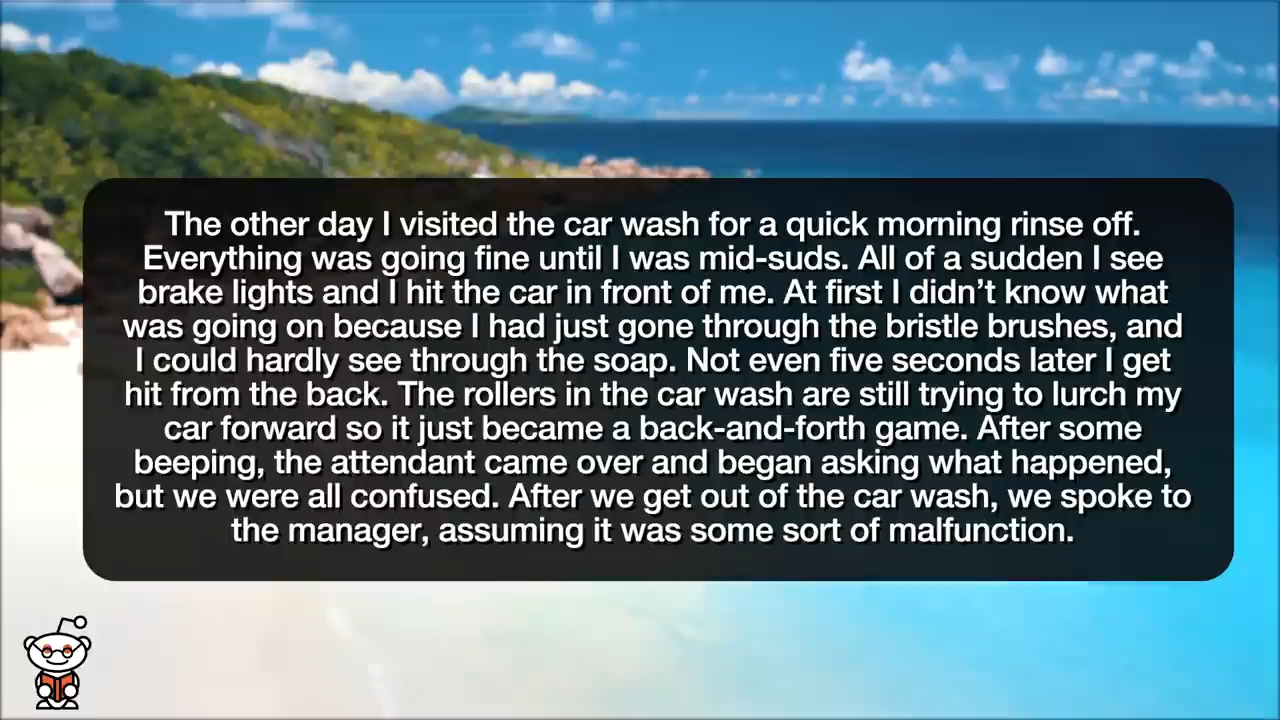 The other day I visited the car wash for a quick morning rinse off.
Everything was going fine until I was mid-suds. All of a sudden I see
brake lights and I hit the car in front of me. At first I didn’t know what
was going on because I had just gone through the bristle brushes, and
I could hardly see through the soap. Not even five seconds later I get
hit from the back. The rollers in the car wash are still trying to lurch my
car forward so it just became a back-and-forth game. After some
beeping, the attendant came over and began asking what happened,
but we were all confused. After we get out of the car wash, we spoke to
the manager, assuming it was some sort of malfunction.